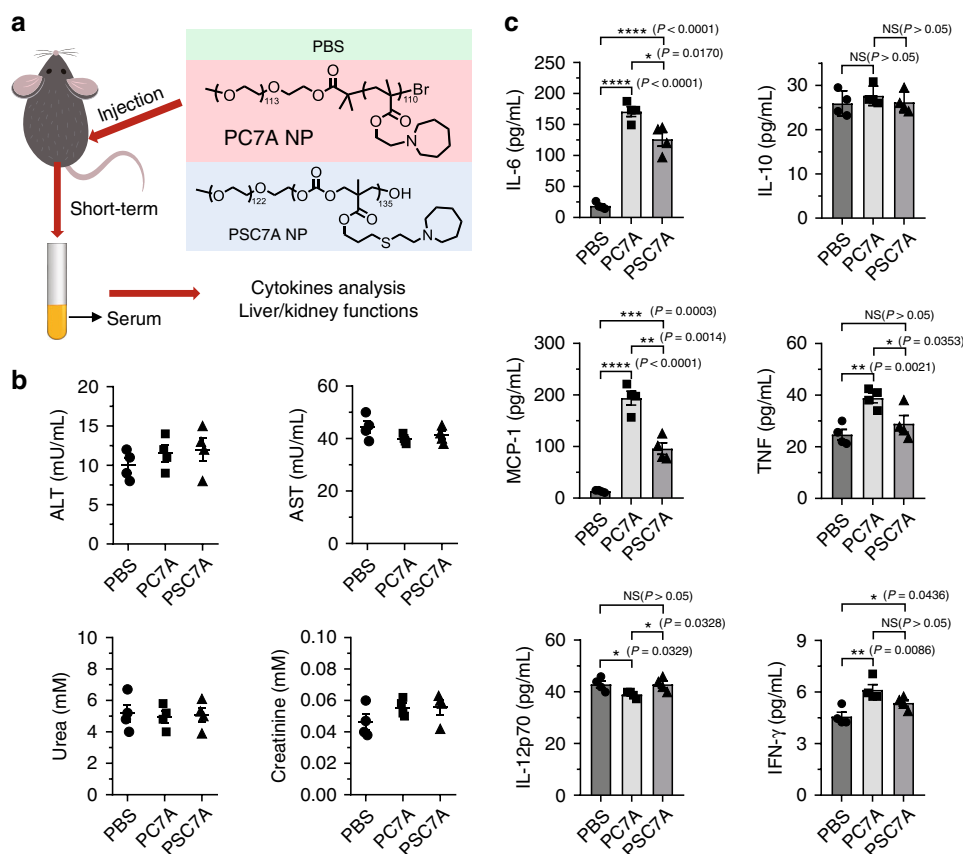 a
Injection
PBS
O
113
O
O
O
110
Br
O
O
N
PC7A NP
O
122
O
O
O
O
135
OH
O
O
S
N
PSC7A NP
Short-term
Serum
Cytokines analysis
Liver/kidney functions
b
ALT (mU/mL)
20
15
10
5
0
PBS
PC7A
PSC7A
AST (mU/mL)
60
40
20
0
PBS
PC7A
PSC7A
Urea (mM)
10
8
6
4
2
0
PBS
PC7A
PSC7A
Creatinine (mM)
0.10
0.08
0.06
0.04
0.02
0.00
PBS
PC7A
PSC7A
c
**** (P < 0.0001)
* (P = 0.0170)
**** (P < 0.0001)
IL-6 (pg/mL)
250
200
150
100
50
0
PBS
PC7A
PSC7A
NS(P > 0.05)
NS(P > 0.05)
IL-10 (pg/mL)
30
20
10
0
PBS
PC7A
PSC7A
*** (P = 0.0003)
** (P = 0.0014)
**** (P < 0.0001)
MCP-1 (pg/mL)
300
200
100
0
PBS
PC7A
PSC7A
NS(P > 0.05)
* (P = 0.0353)
** (P = 0.0021)
TNF (pg/mL)
60
40
20
0
PBS
PC7A
PSC7A
NS(P > 0.05)
* (P = 0.0328)
* (P = 0.0329)
IL-12p70 (pg/mL)
60
40
20
0
PBS
PC7A
PSC7A
* (P = 0.0436)
NS(P > 0.05)
** (P = 0.0086)
IFN-γ (pg/mL)
9
6
3
0
PBS
PC7A
PSC7A